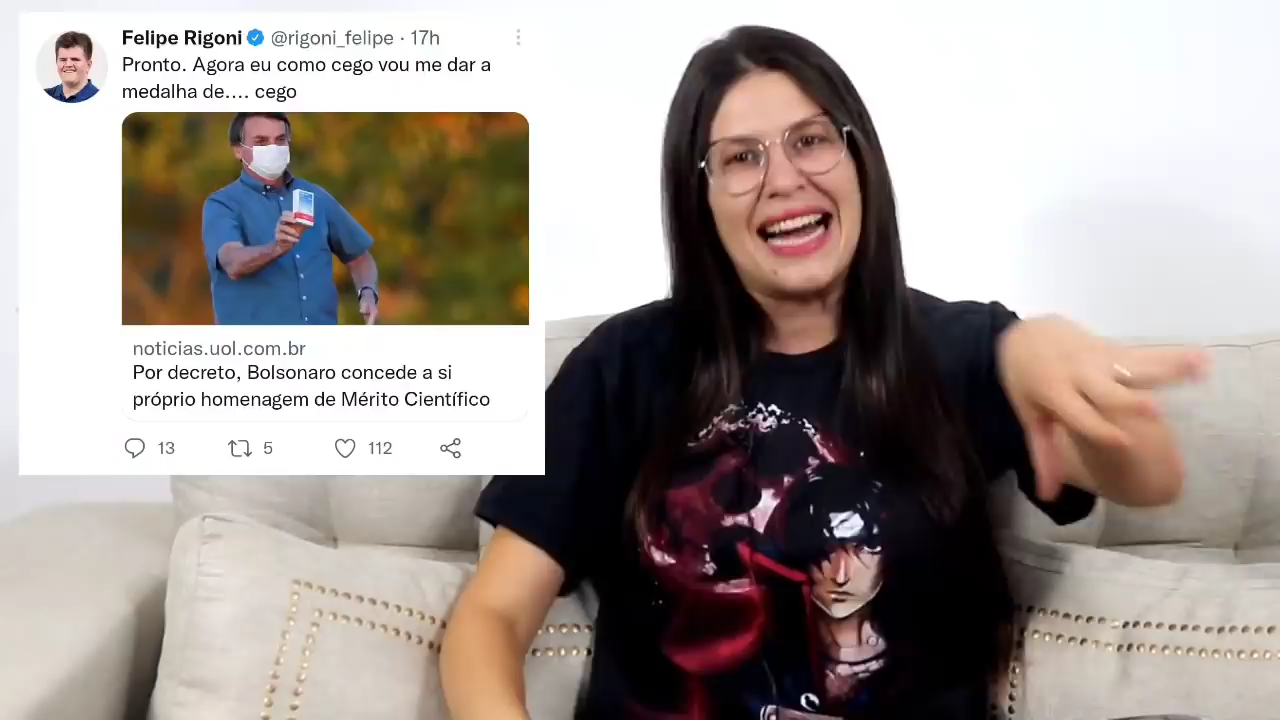 Felipe Rigoni @rigoni_felipe · 17h
Pronto. Agora eu como cego vou me dar a
medalha de.... cego
noticias.uol.com.br
Por decreto, Bolsonaro concede a si
próprio homenagem de Mérito Científico
13 5 112